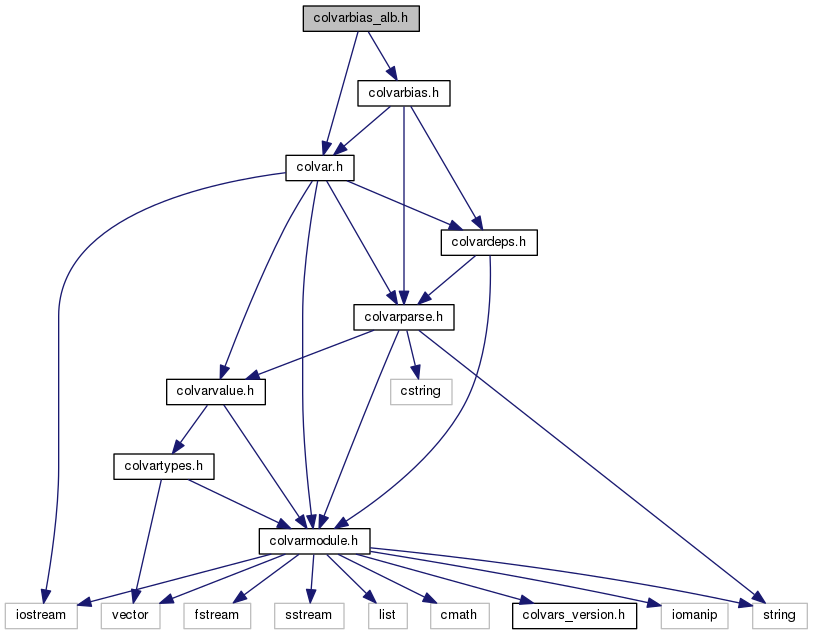 colvarbias_alb.h
colvarbias.h
colvar.h
colvardeps.h
colvarparse.h
colvarvalue.h
cstring
colvartypes.h
colvarmodule.h
iostream
vector
fstream
sstream
list
cmath
colvars_version.h
iomanip
string